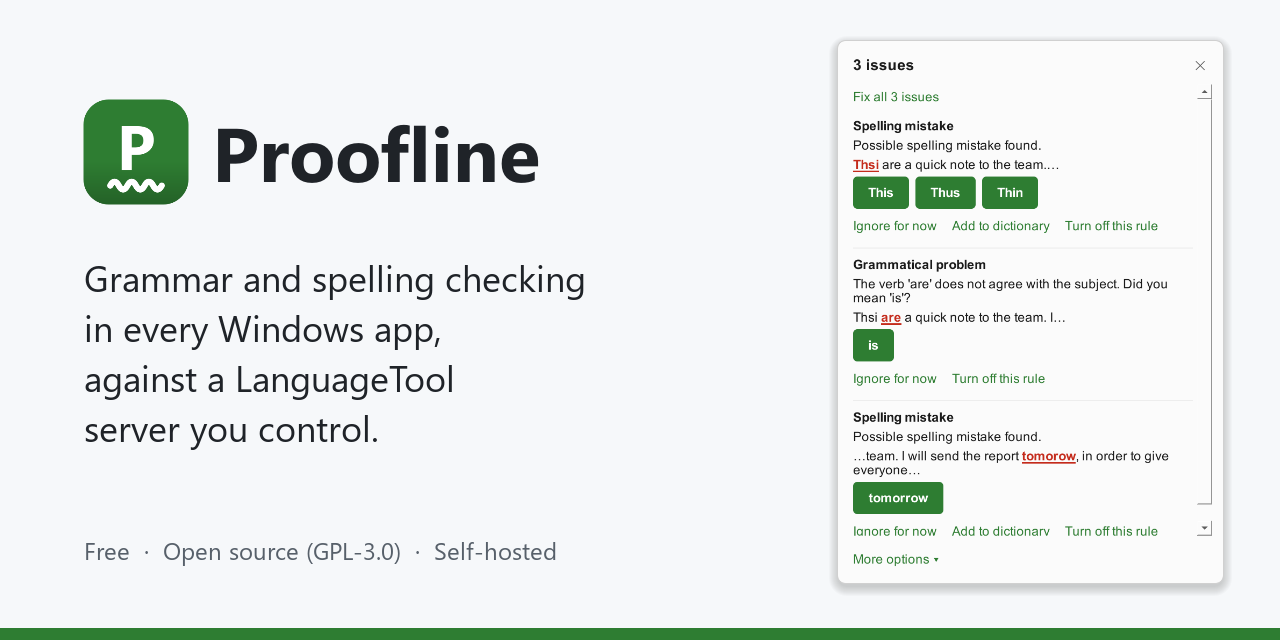 P
Proofline
Grammar and spelling checking
in every Windows app,
against a LanguageTool
server you control.
Free · Open source (GPL-3.0) · Self-hosted
3 issues
Fix all 3 issues
Spelling mistake
Possible spelling mistake found.
Thsi are a quick note to the team.…
This Thus Thin
Ignore for now Add to dictionary Turn off this rule
Grammatical problem
The verb 'are' does not agree with the subject. Did you
mean 'is'?
Thsi are a quick note to the team. I…
is
Ignore for now Turn off this rule
Spelling mistake
Possible spelling mistake found.
…team. I will send the report tomorow, in order to give
everyone…
tomorrow
Ignore for now Add to dictionary Turn off this rule
More options